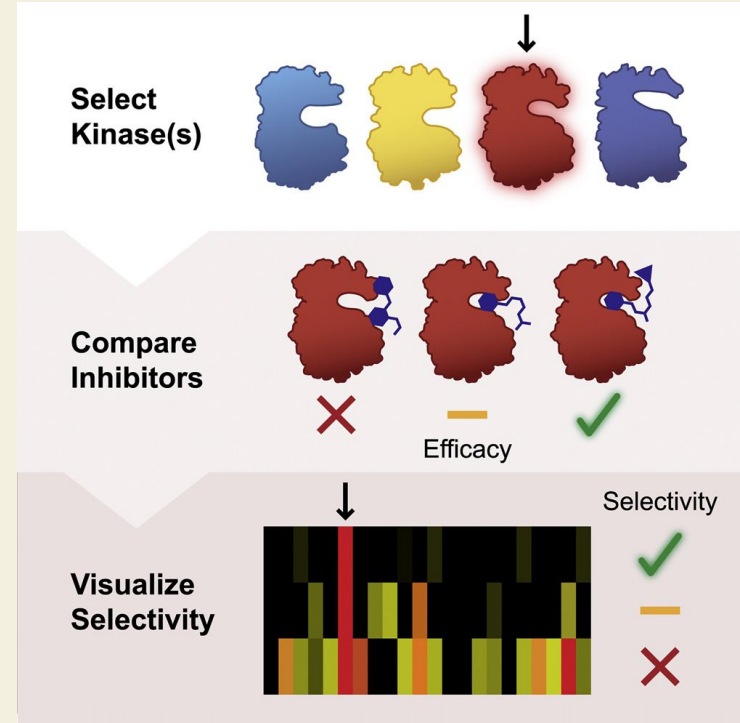 Select
Kinase(s)
Compare
Inhibitors
Efficacy
Selectivity
Visualize
Selectivity